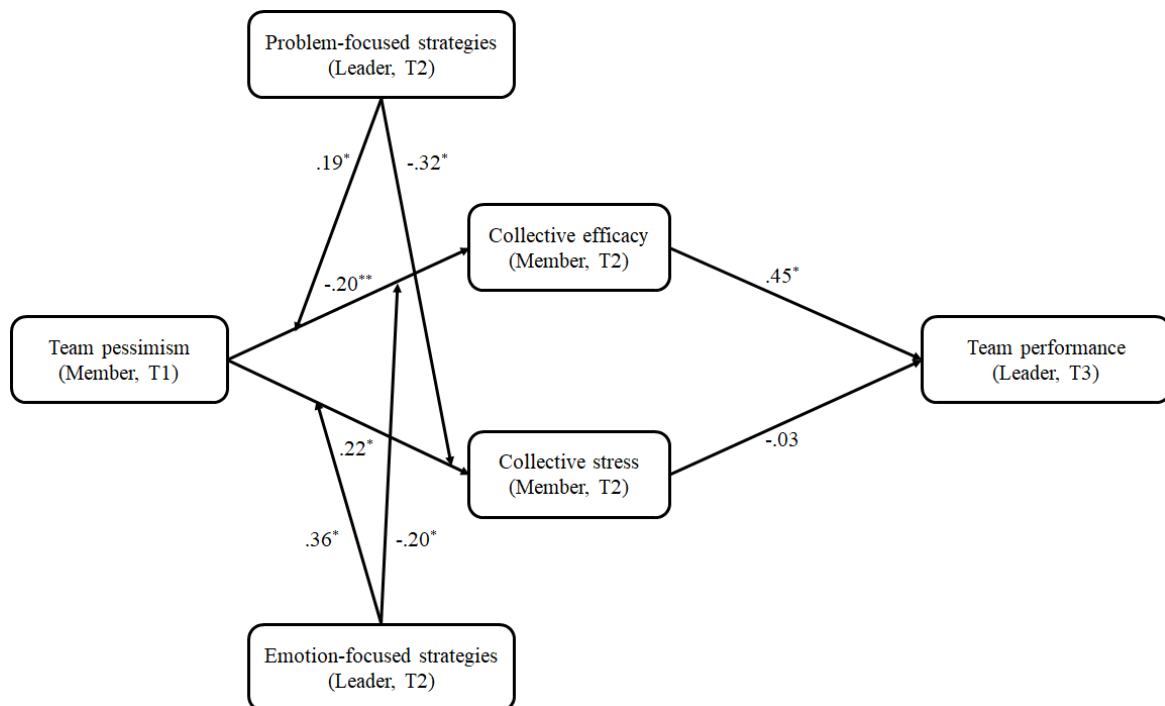 Problem-focused strategies
(Leader, T2)
.19*
-.32*
Collective efficacy
(Member, T2)
-.20**
.45*
Team pessimism
(Member, T1)
Team performance
(Leader, T3)
.22*
Collective stress
(Member, T2)
-.03
.36*
-.20*
Emotion-focused strategies
(Leader, T2)